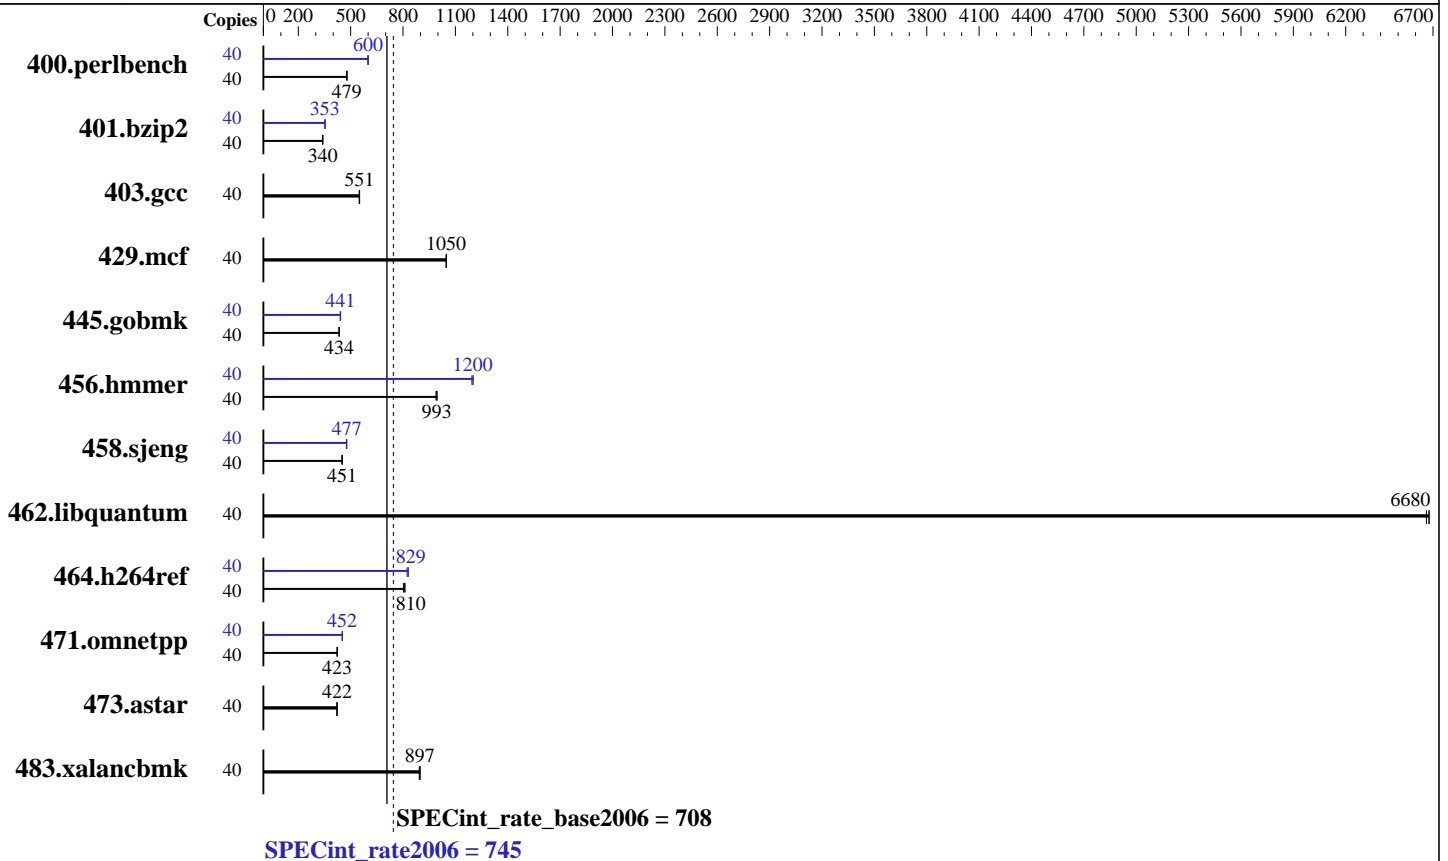 Copies 0 200 500 800 1100 1400 1700 2000 2300 2600 2900 3200 3500 3800 4100 4400 4700 5000 5300 5600 5900 6200 6700
400.perlbench 40 600
40 479
401.bzip2 40 353
40 340
403.gcc 40 551
429.mcf 40 1050
445.gobmk 40 441
40 434
456.hmmer 40 1200
40 993
458.sjeng 40 477
40 451
462.libquantum 40 6680
464.h264ref 40 829
40 810
471.omnetpp 40 452
40 423
473.astar 40 422
483.xalancbmk 40 897
SPECint_rate_base2006 = 708
SPECint_rate2006 = 745